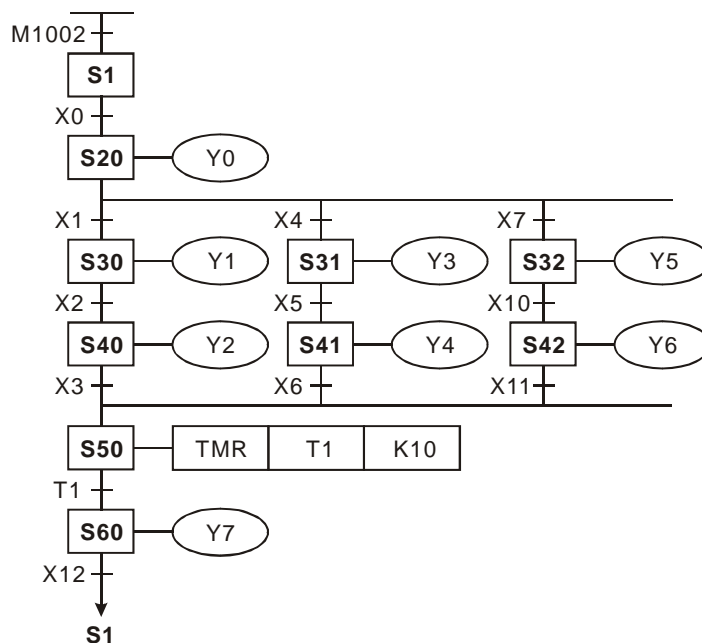 M1002
S1
X0
S20 Y0
X1 X4 X7
S30 Y1 S31 Y3 S32 Y5
X2 X5 X10
S40 Y2 S41 Y4 S42 Y6
X3 X6 X11
S50 TMR T1 K10
T1
S60 Y7
X12
S1